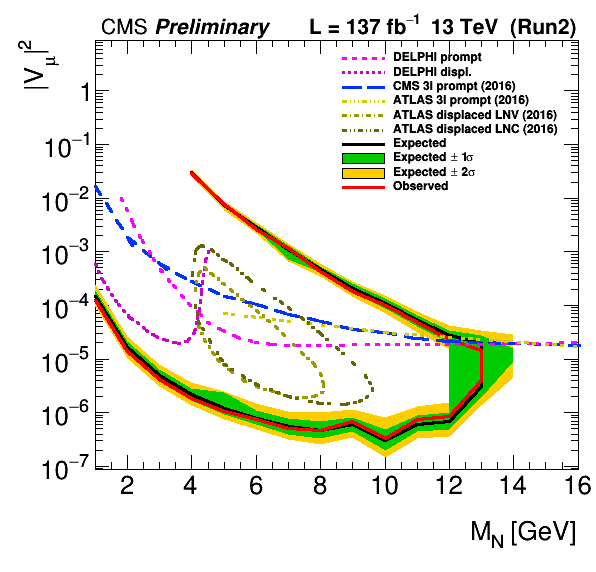 CMS Preliminary L = 137 fb⁻¹ 13 TeV (Run2)
|V_μ|²
DELPHI prompt
DELPHI displ.
CMS 3l prompt (2016)
ATLAS 3l prompt (2016)
ATLAS displaced LNV (2016)
ATLAS displaced LNC (2016)
Expected
Expected ± 1σ
Expected ± 2σ
Observed
1
10⁻¹
10⁻²
10⁻³
10⁻⁴
10⁻⁵
10⁻⁶
10⁻⁷
2 4 6 8 10 12 14 16
M_N [GeV]